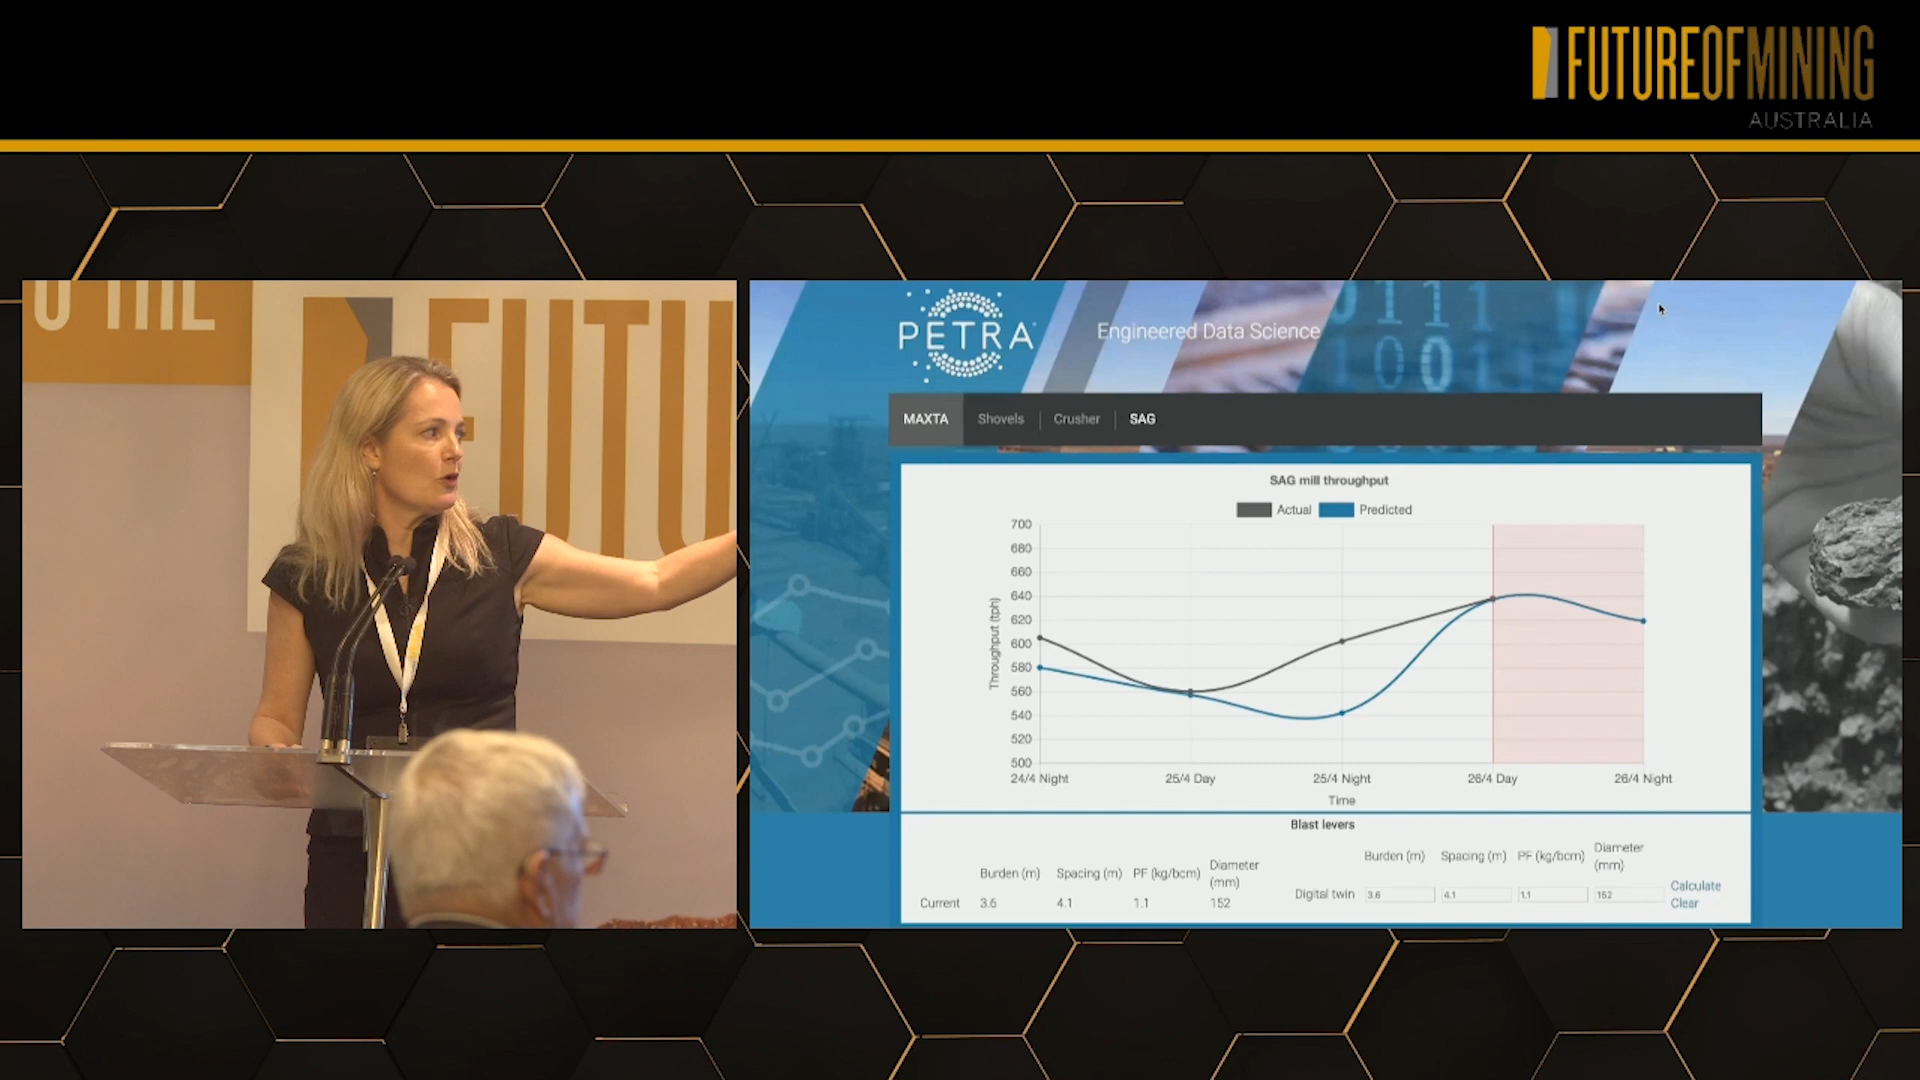 FUTUREOFMINING
AUSTRALIA
O THE
FUTU
PETRA
Engineered Data Science
MAXTA
Shovels
Crusher
SAG
SAG mill throughput
Actual
Predicted
Throughput (tph)
700
680
660
640
620
600
580
560
540
520
500
24/4 Night
25/4 Day
25/4 Night
26/4 Day
26/4 Night
Time
Blast levers
Burden (m)
Spacing (m)
PF (kg/bcm)
Diameter
(mm)
Current
3.6
4.1
1.1
152
Burden (m)
Spacing (m)
PF (kg/bcm)
Diameter
(mm)
Digital twin
3.6
4.1
1.1
152
Calculate
Clear